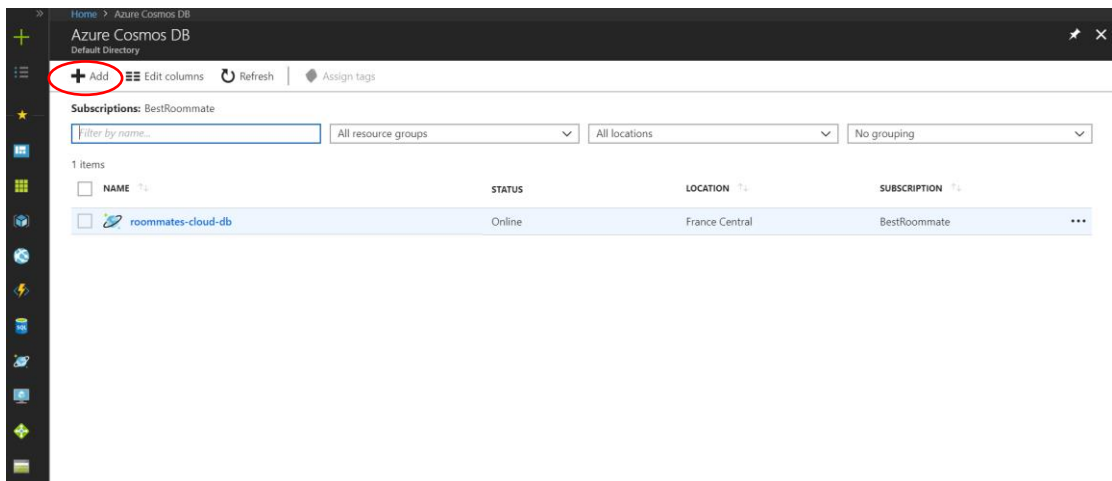 Home > Azure Cosmos DB
Azure Cosmos DB
Default Directory
Add Edit columns Refresh Assign tags
Subscriptions: BestRoommate
Filter by name... All resource groups All locations No grouping
1 items
NAME STATUS LOCATION SUBSCRIPTION
roommates-cloud-db Online France Central BestRoommate
SQL